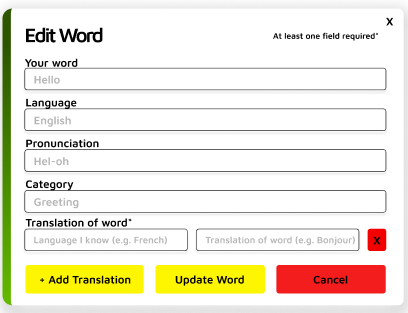 X
Edit Word
At least one field required*
Your word
Hello
Language
English
Pronunciation
Hel-oh
Category
Greeting
Translation of word*
Language I know (e.g. French) Translation of word (e.g. Bonjour) X
+ Add Translation Update Word Cancel